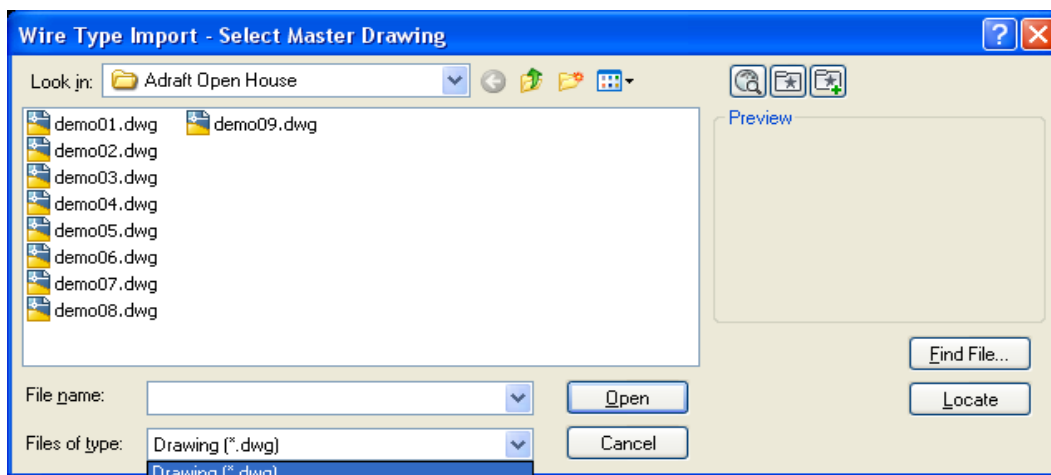 Wire Type Import - Select Master Drawing
Look in: Adraft Open House
demo01.dwg
demo02.dwg
demo03.dwg
demo04.dwg
demo05.dwg
demo06.dwg
demo07.dwg
demo08.dwg
demo09.dwg
Preview
Find File...
Locate
File name:
Open
Files of type: Drawing (*.dwg)
Cancel
Drawing (*.dwg)